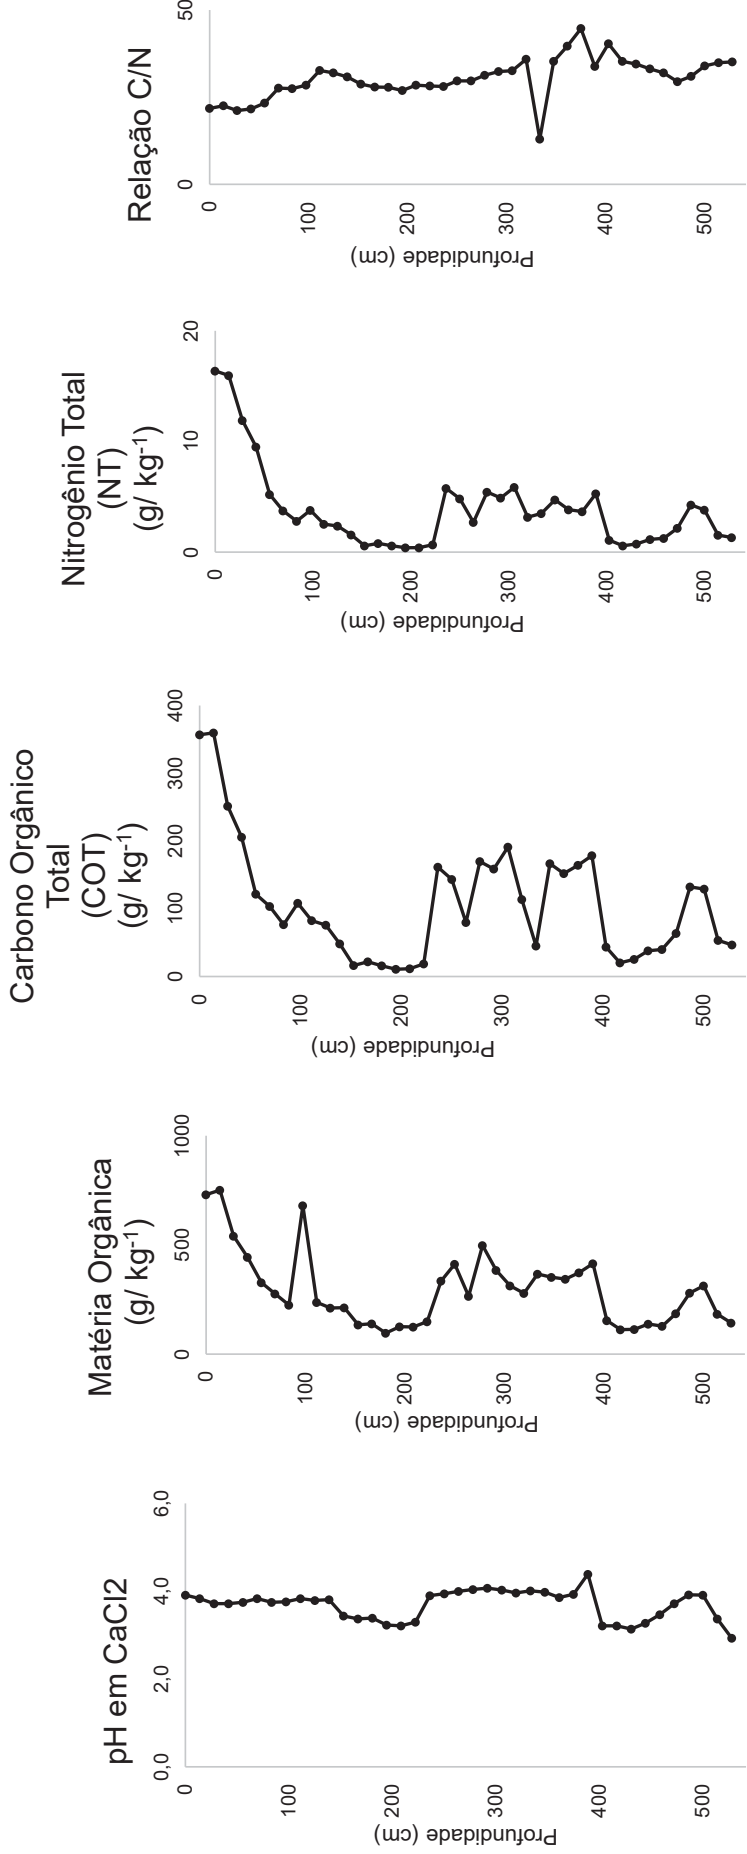 pH em CaCl2
0,0
2,0
4,0
6,0
0
100
200
300
400
500
Profundidade (cm)
Matéria Orgânica
(g/ kg-1)
0
500
1000
0
100
200
300
400
500
Profundidade (cm)
Carbono Orgânico
Total
(COT)
(g/ kg-1)
0
100
200
300
400
0
100
200
300
400
500
Profundidade (cm)
Nitrogênio Total
(NT)
(g/ kg-1)
0
10
20
0
100
200
300
400
500
Profundidade (cm)
Relação C/N
0
50
0
100
200
300
400
500
Profundidade (cm)